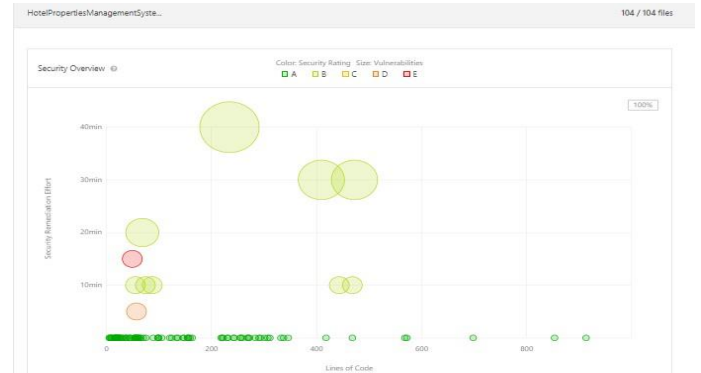 HotelPropertiesManagementSyste...
104 / 104 files
Security Overview
Color: Security Rating Size: Vulnerabilities
A B C D E
100%
40min
30min
20min
10min
Security Remediation Effort
0 200 400 600 800
Lines of Code